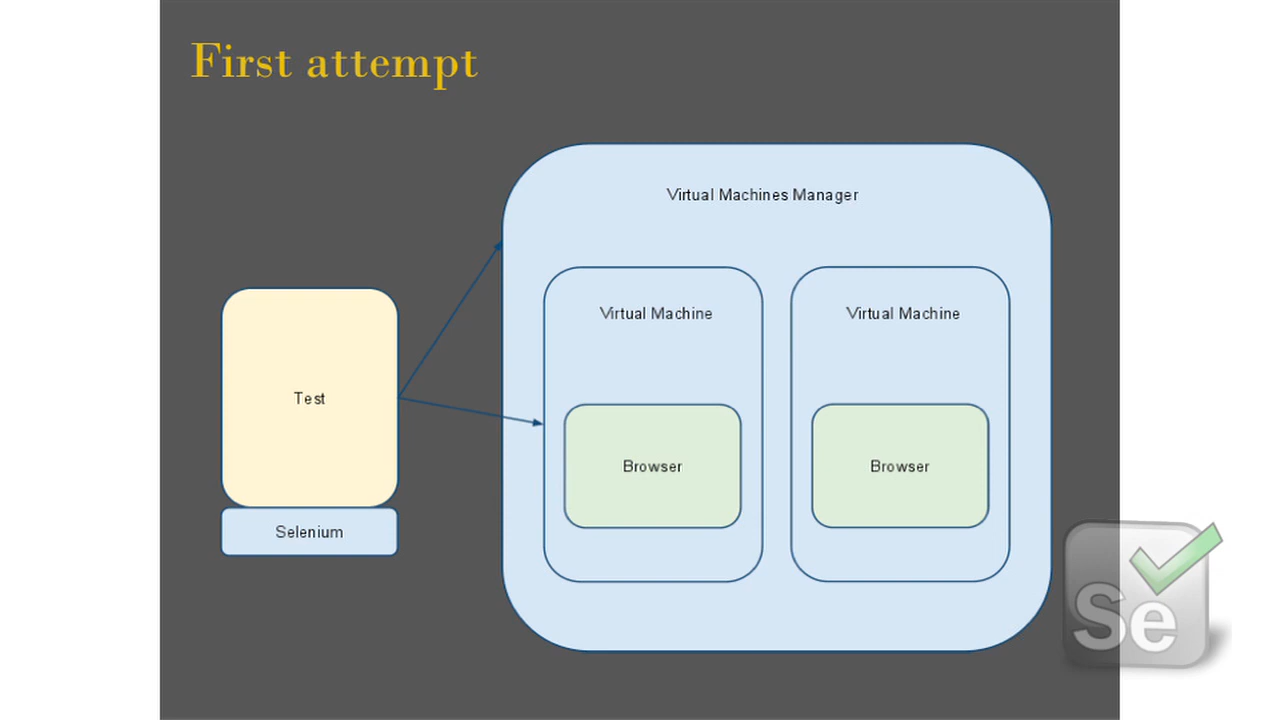 First attempt
Virtual Machines Manager
Virtual Machine
Virtual Machine
Test
Browser
Browser
Selenium
Se